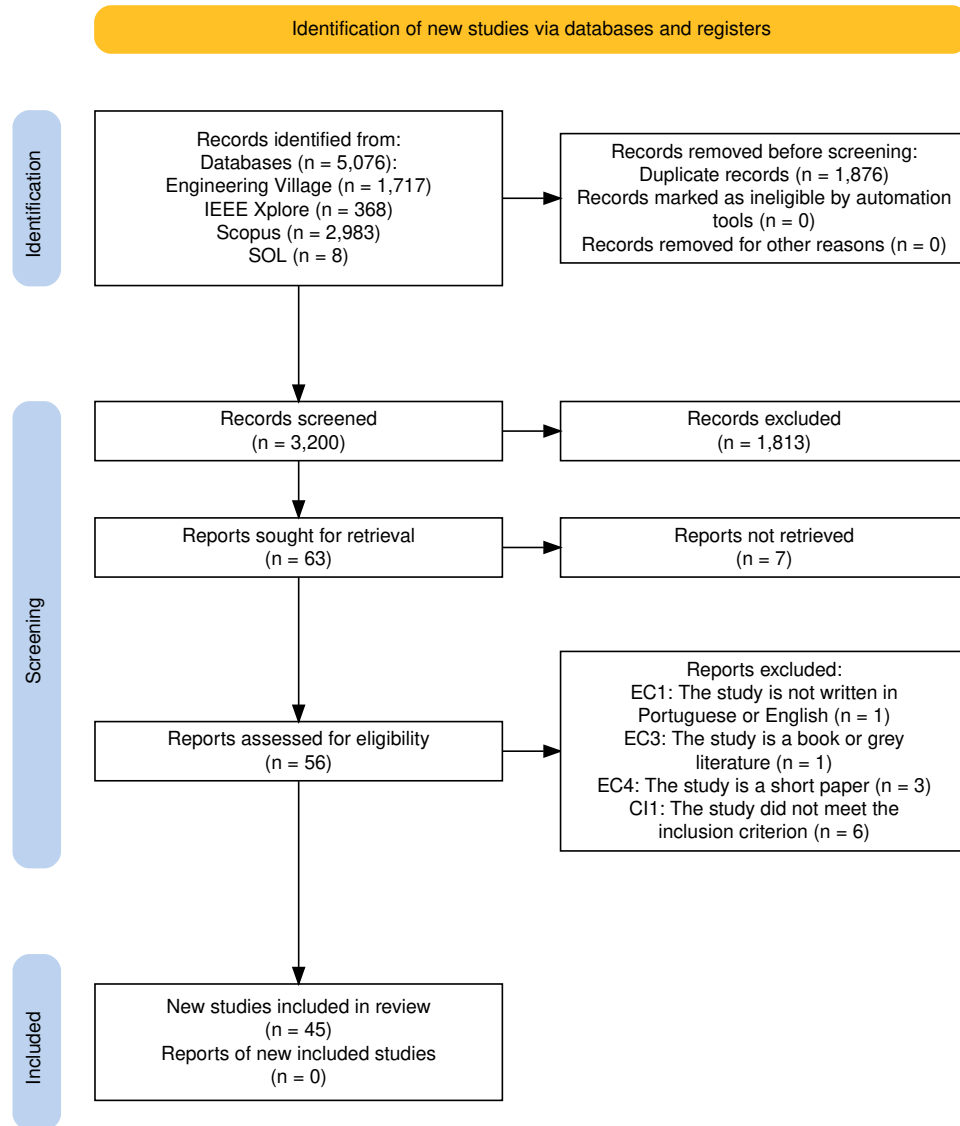 Identification of new studies via databases and registers
Identification
Records identified from:
Databases (n = 5,076):
Engineering Village (n = 1,717)
IEEE Xplore (n = 368)
Scopus (n = 2,983)
SOL (n = 8)
Records removed before screening:
Duplicate records (n = 1,876)
Records marked as ineligible by automation
tools (n = 0)
Records removed for other reasons (n = 0)
Screening
Records screened
(n = 3,200)
Records excluded
(n = 1,813)
Reports sought for retrieval
(n = 63)
Reports not retrieved
(n = 7)
Reports assessed for eligibility
(n = 56)
Reports excluded:
EC1: The study is not written in
Portuguese or English (n = 1)
EC3: The study is a book or grey
literature (n = 1)
EC4: The study is a short paper (n = 3)
CI1: The study did not meet the
inclusion criterion (n = 6)
Included
New studies included in review
(n = 45)
Reports of new included studies
(n = 0)